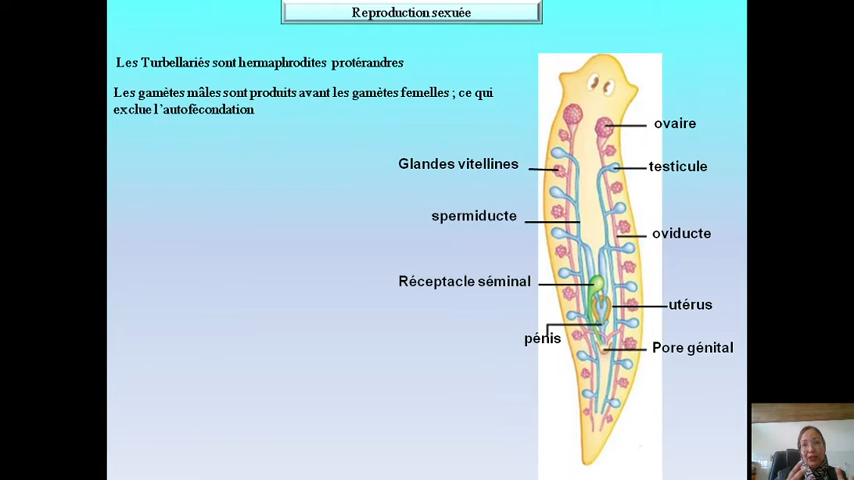 Reproduction sexuée
Les Turbellariés sont hermaphrodites protérandres
Les gamètes mâles sont produits avant les gamètes femelles ; ce qui
exclue l’autofécondation
ovaire
Glandes vitellines
testicule
spermiducte
oviducte
Réceptacle séminal
utérus
pénis
Pore génital